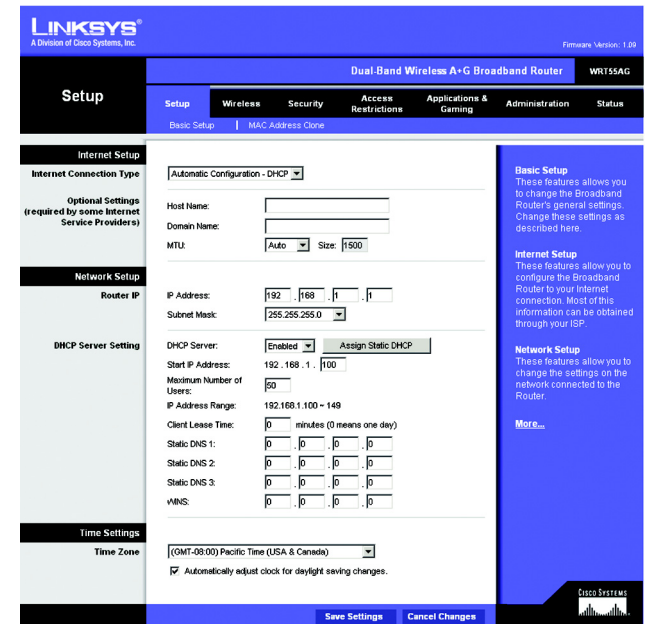 LINKSYS®
A Division of Cisco Systems, Inc.
Firmware Version: 1.09
Dual-Band Wireless A+G Broadband Router
WRT55AG
Setup
Setup Wireless Security Access Restrictions Applications & Gaming Administration Status
Basic Setup | MAC Address Clone
Internet Setup
Internet Connection Type
Automatic Configuration - DHCP
Optional Settings
(required by some Internet
Service Providers)
Host Name:
Domain Name:
MTU: Auto Size: 1500
Network Setup
Router IP
IP Address: 192 . 168 . 1 . 1
Subnet Mask: 255.255.255.0
DHCP Server Setting
DHCP Server: Enabled Assign Static DHCP
Start IP Address: 192 . 168 . 1 . 100
Maximum Number of
Users: 50
IP Address Range: 192.168.1.100 ~ 149
Client Lease Time: 0 minutes (0 means one day)
Static DNS 1: 0 . 0 . 0 . 0
Static DNS 2: 0 . 0 . 0 . 0
Static DNS 3: 0 . 0 . 0 . 0
WINS: 0 . 0 . 0 . 0
Time Settings
Time Zone
(GMT-08:00) Pacific Time (USA & Canada)
Automatically adjust clock for daylight saving changes.
Basic Setup
These features allows you
to change the Broadband
Router's general settings.
Change these settings as
described here.
Internet Setup
These features allow you to
configure the Broadband
Router to your Internet
connection. Most of this
information can be obtained
through your ISP.
Network Setup
These features allow you to
change the settings on the
network connected to the
Router.
More...
Save Settings Cancel Changes
CISCO SYSTEMS